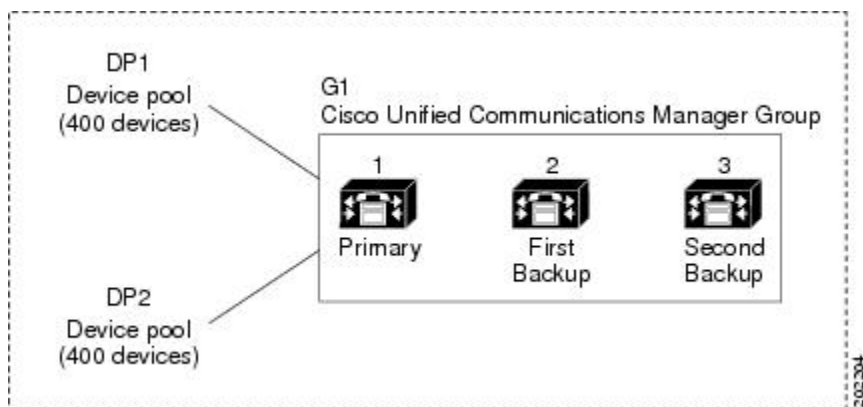 DP1
Device pool
(400 devices)
G1
Cisco Unified Communications Manager Group
1
2
3
Primary
First
Backup
Second
Backup
DP2
Device pool
(400 devices)